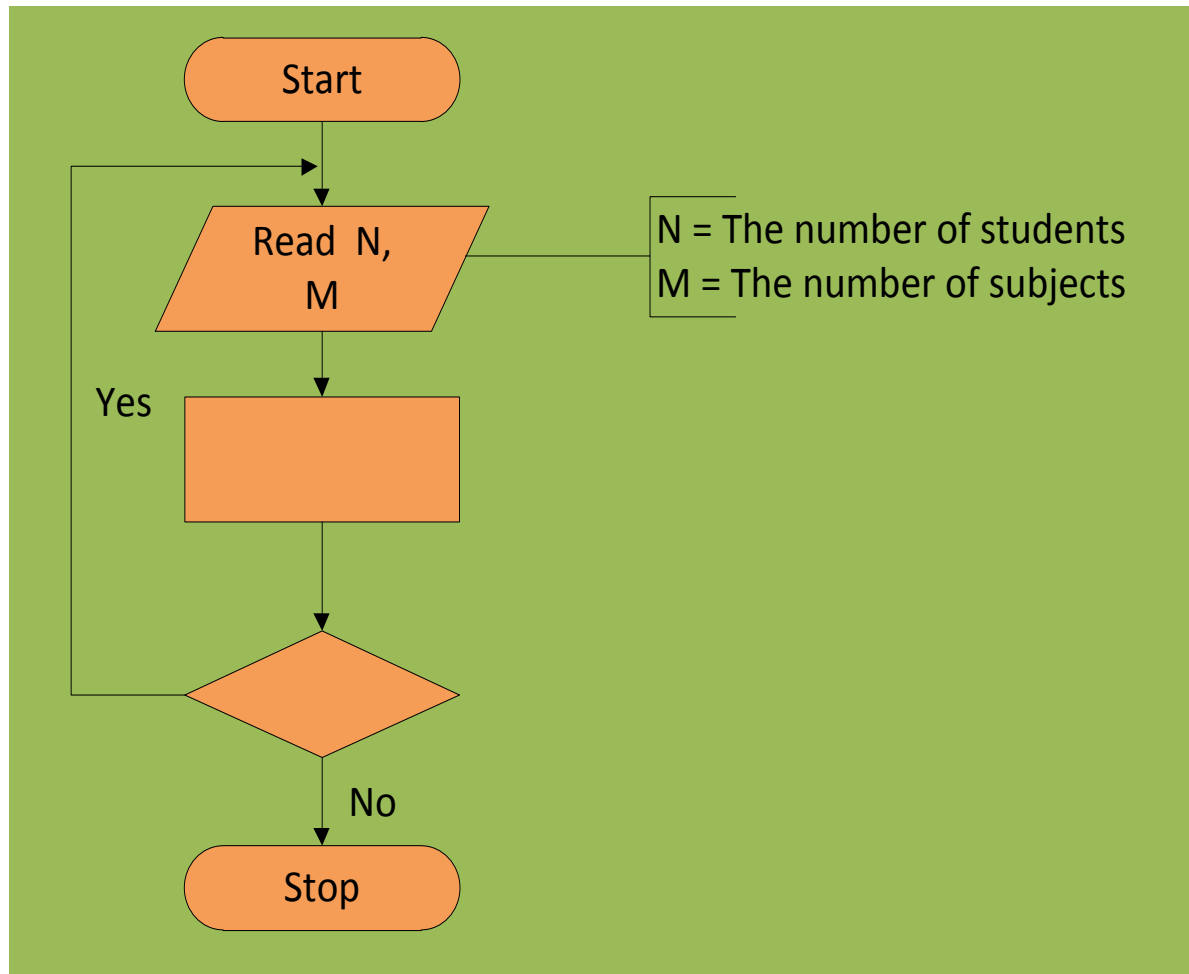 Start
Read N,
M
N = The number of students
M = The number of subjects
Yes
No
Stop